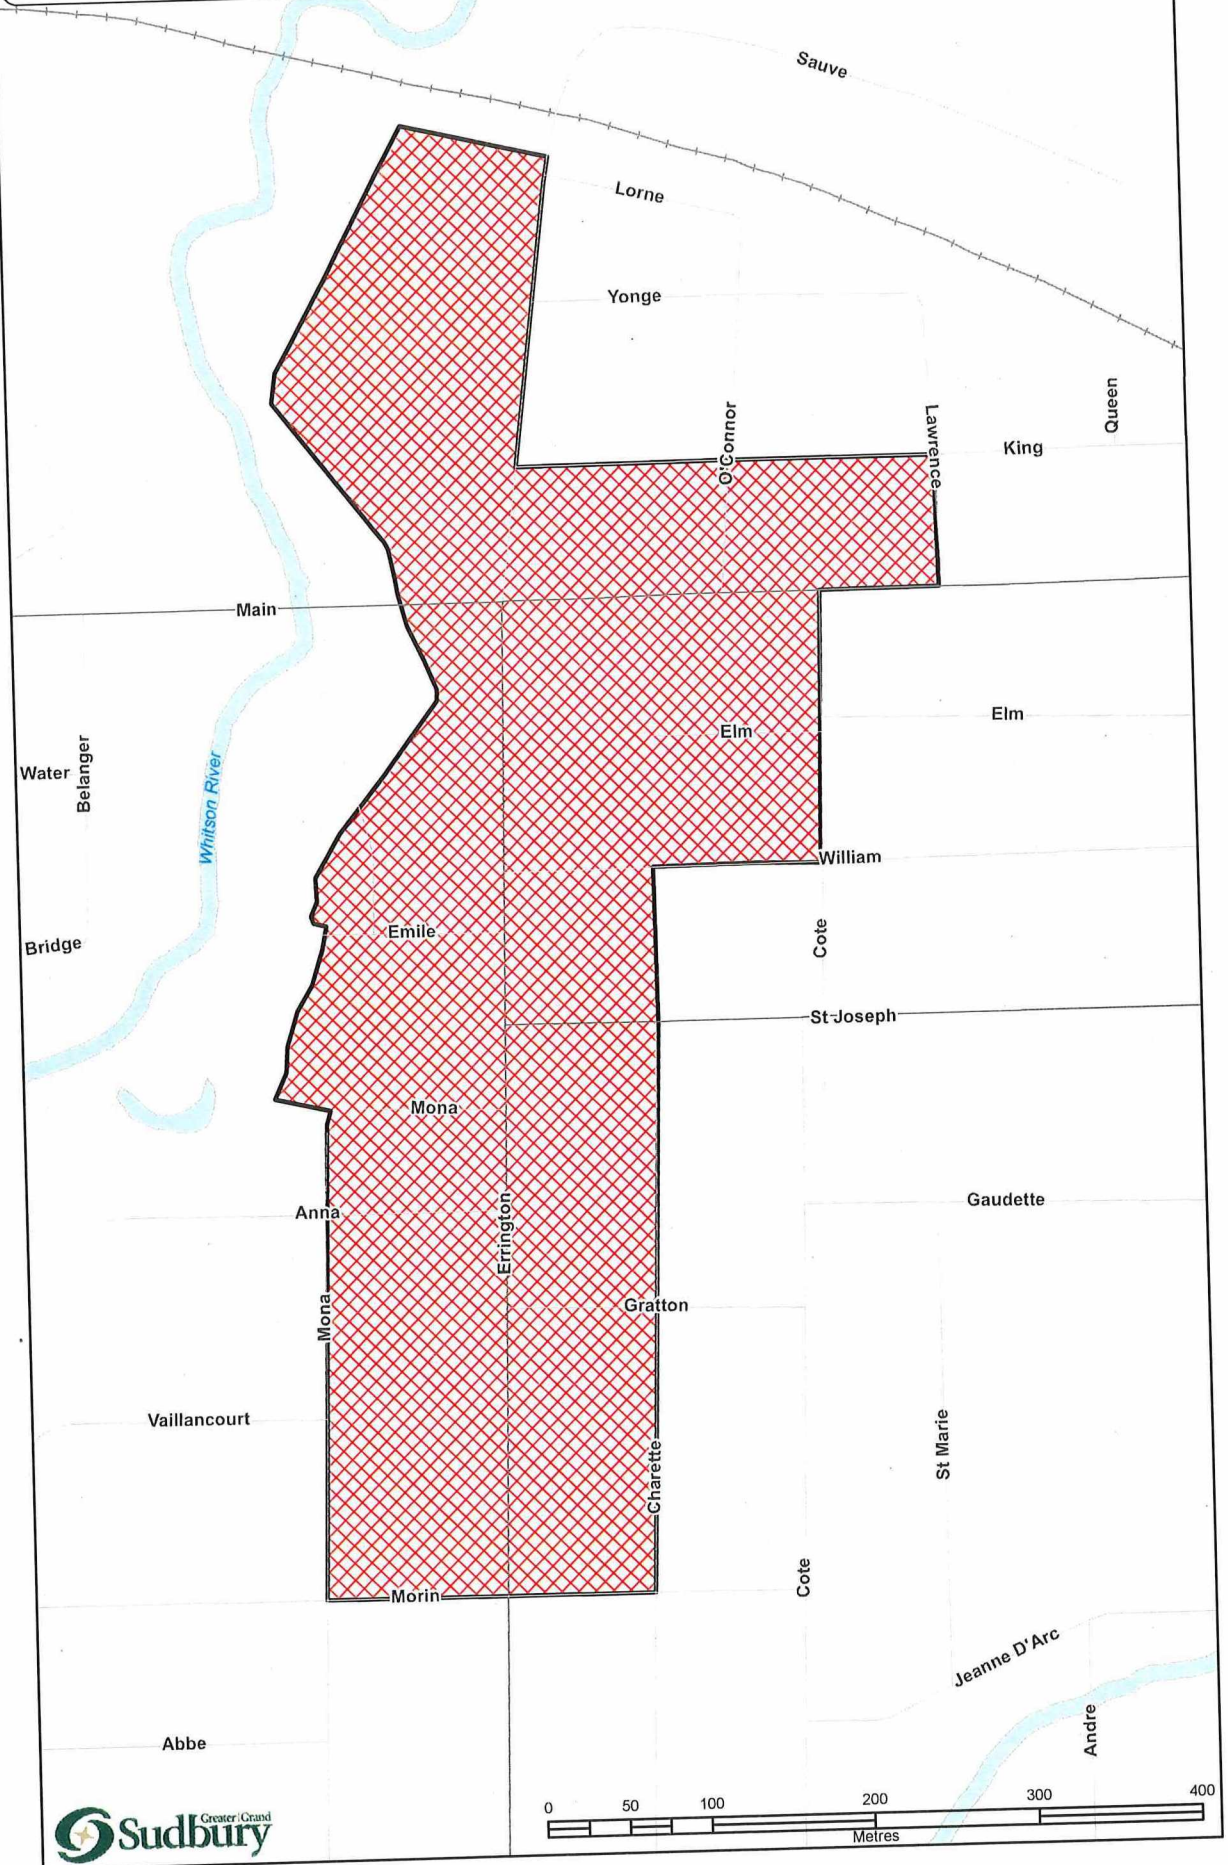 Sauve
Lorne
Yonge
O'Connor
Lawrence
Queen
King
Main
Elm
Elm
Water
Belanger
Whitson River
William
Cote
Emile
Bridge
St Joseph
Mona
Gaudette
Anna
Errington
Mona
Gratton
Vaillancourt
Charette
St Marie
Cote
Morin
Jeanne D'Arc
Andre
Abbe
Greater | Grand
Sudbury
0 50 100 200 300 400
Metres